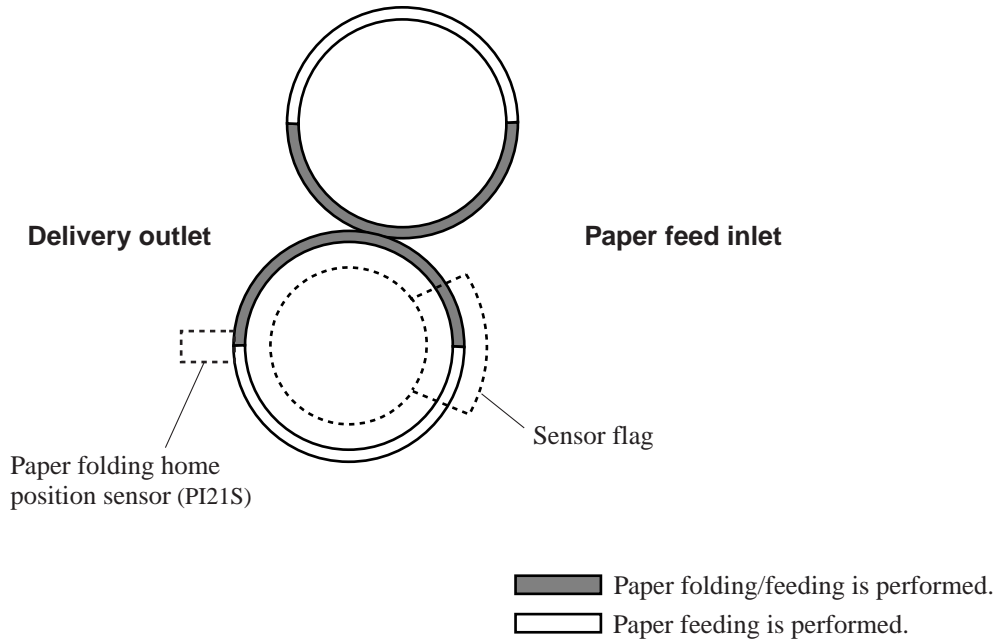 Delivery outlet
Paper feed inlet
Sensor flag
Paper folding home
position sensor (PI21S)
Paper folding/feeding is performed.
Paper feeding is performed.